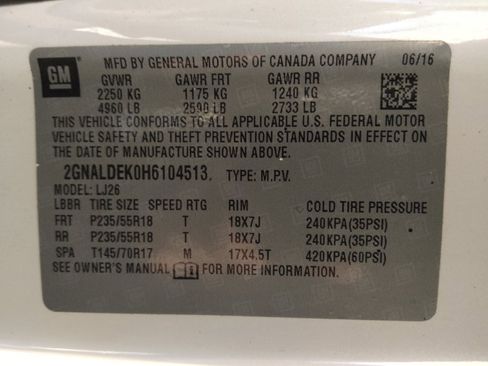 GM
MFD BY GENERAL MOTORS OF CANADA COMPANY 06/16
GVWR GAWR FRT GAWR RR
2250 KG 1175 KG 1240 KG
4960 LB 2590 LB 2733 LB
THIS VEHICLE CONFORMS TO ALL APPLICABLE U.S. FEDERAL MOTOR
VEHICLE SAFETY AND THEFT PREVENTION STANDARDS IN EFFECT ON
THE DATE OF MANUFACTURE SHOWN ABOVE.
2GNALDEK0H6104513. TYPE: M.P.V.
MODEL: LJ26
LBBR TIRE SIZE SPEED RTG RIM COLD TIRE PRESSURE
FRT P235/55R18 T 18X7J 240KPA(35PSI)
RR P235/55R18 T 18X7J 240KPA(35PSI)
SPA T145/70R17 M 17X4.5T 420KPA(60PSI)
SEE OWNER'S MANUAL FOR MORE INFORMATION.